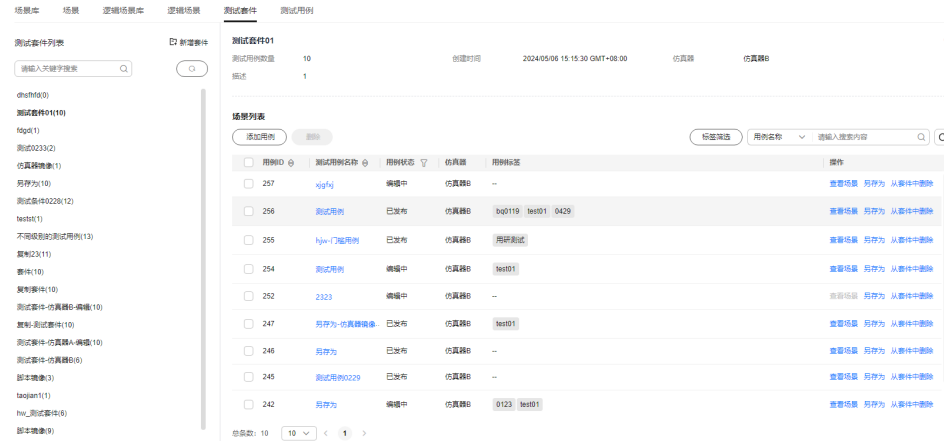 场景库 场景 逻辑场景库 逻辑场景 测试套件 测试用例
测试套件列表 新增套件
请输入关键字搜索
dhsfhfd(0)
测试套件01(10)
fdgd(1)
测试0233(2)
仿真器镜像(1)
另存为(10)
测试条件0228(12)
testst(1)
不同级别的测试用例(13)
复制23(11)
套件(10)
复制套件(10)
测试套件-仿真器B-编辑(10)
复制-测试套件(10)
测试套件-仿真器A-编辑(10)
测试套件-仿真器B(6)
脚本镜像(3)
taojian1(1)
hw_测试套件(6)
脚本镜像(9)
测试套件01
测试用例数量 10 创建时间 2024/05/06 15:15:30 GMT+08:00 仿真器 仿真器B
描述 1
场景列表
添加用例 删除 标签筛选 用例名称 请输入搜索内容
用例ID 测试用例名称 用例状态 仿真器 用例标签 操作
257 xjgfxj 编辑中 仿真器B -- 查看场景 另存为 从套件中删除
256 测试用例 已发布 仿真器B bq0119 test01 0429 查看场景 另存为 从套件中删除
255 hjw-门槛用例 已发布 仿真器B 用研测试 查看场景 另存为 从套件中删除
254 测试用例 编辑中 仿真器B test01 查看场景 另存为 从套件中删除
252 2323 编辑中 仿真器B -- 查看场景 另存为 从套件中删除
247 另存为-仿真器镜像... 已发布 仿真器B test01 查看场景 另存为 从套件中删除
246 另存为 已发布 仿真器B -- 查看场景 另存为 从套件中删除
245 测试用例0229 已发布 仿真器B -- 查看场景 另存为 从套件中删除
242 另存为 编辑中 仿真器B 0123 test01 查看场景 另存为 从套件中删除
总条数: 10 10 < 1 >